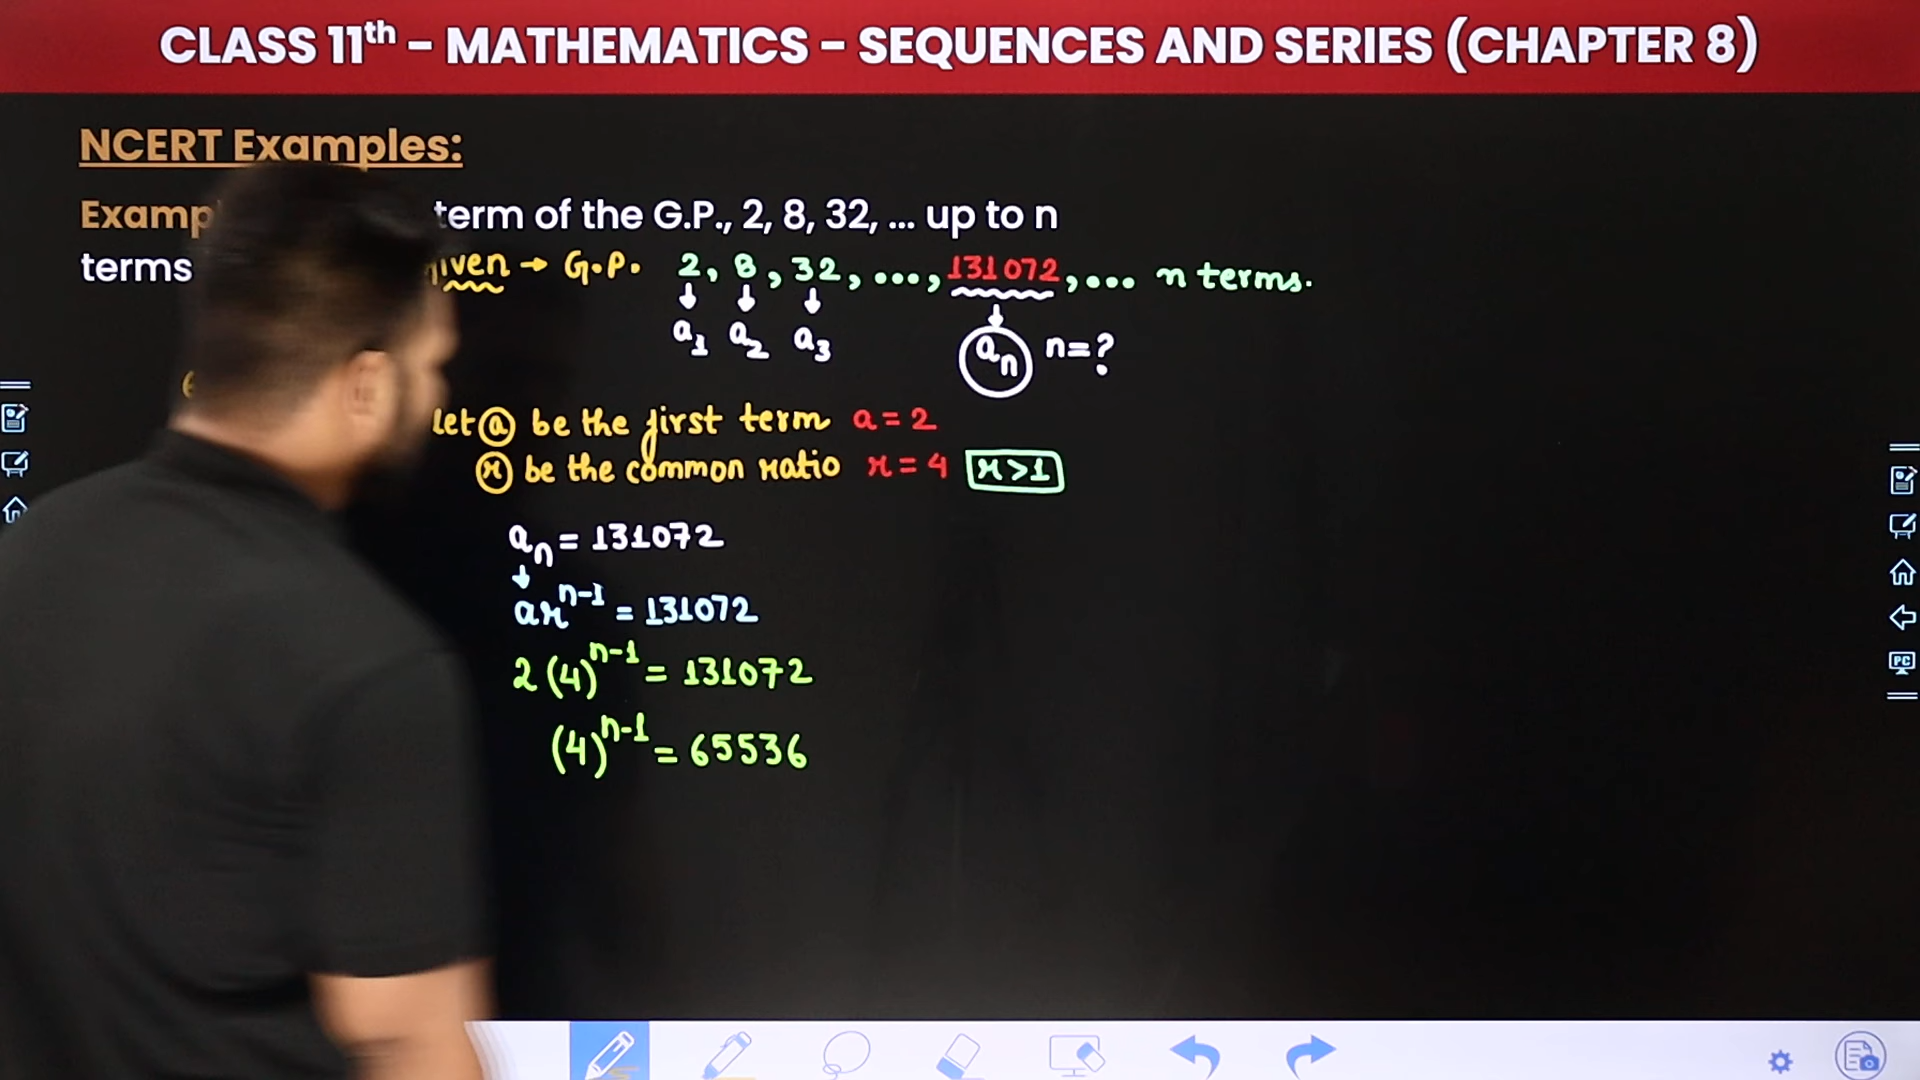 CLASS 11th - MATHEMATICS - SEQUENCES AND SERIES (CHAPTER 8)
NCERT Examples:
term of the G.P., 2, 8, 32, ... up to n
terms
given → G.P. 2, 8, 32, ..., 131072, ... n terms.
a1 a2 a3 an n=?
let a be the first term a = 2
r be the common ratio r = 4 r>1
an = 131072
ar^n-1 = 131072
2(4)^n-1 = 131072
(4)^n-1 = 65536
PC